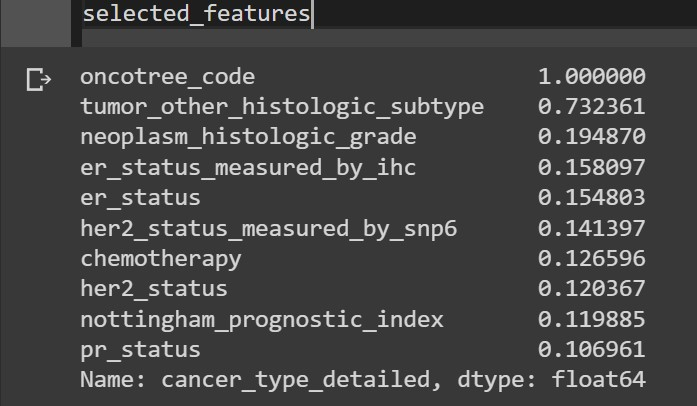 selected_features
oncotree_code 1.000000
tumor_other_histologic_subtype 0.732361
neoplasm_histologic_grade 0.194870
er_status_measured_by_ihc 0.158097
er_status 0.154803
her2_status_measured_by_snp6 0.141397
chemotherapy 0.126596
her2_status 0.120367
nottingham_prognostic_index 0.119885
pr_status 0.106961
Name: cancer_type_detailed, dtype: float64